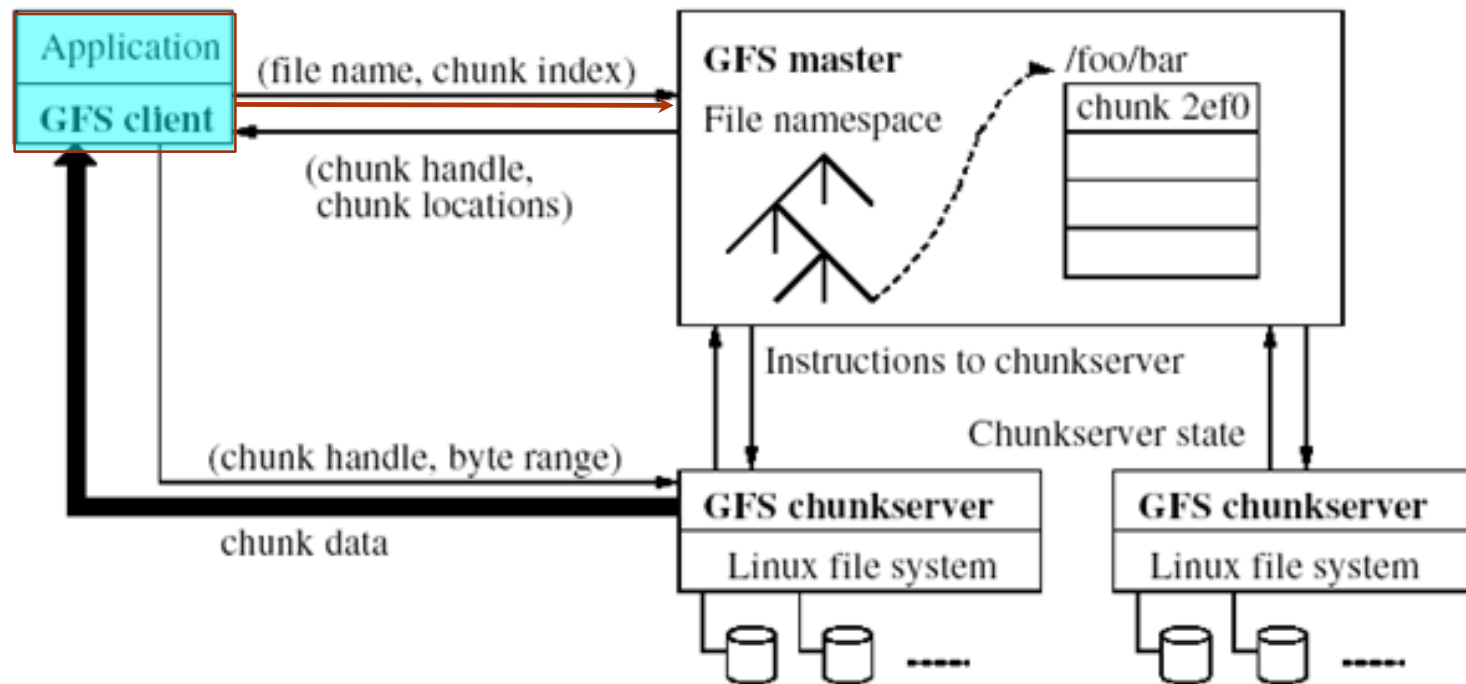 Application
GFS client
(file name, chunk index)
(chunk handle,
chunk locations)
GFS master
File namespace
/foo/bar
chunk 2ef0
Instructions to chunkserver
Chunkserver state
(chunk handle, byte range)
chunk data
GFS chunkserver
Linux file system
GFS chunkserver
Linux file system